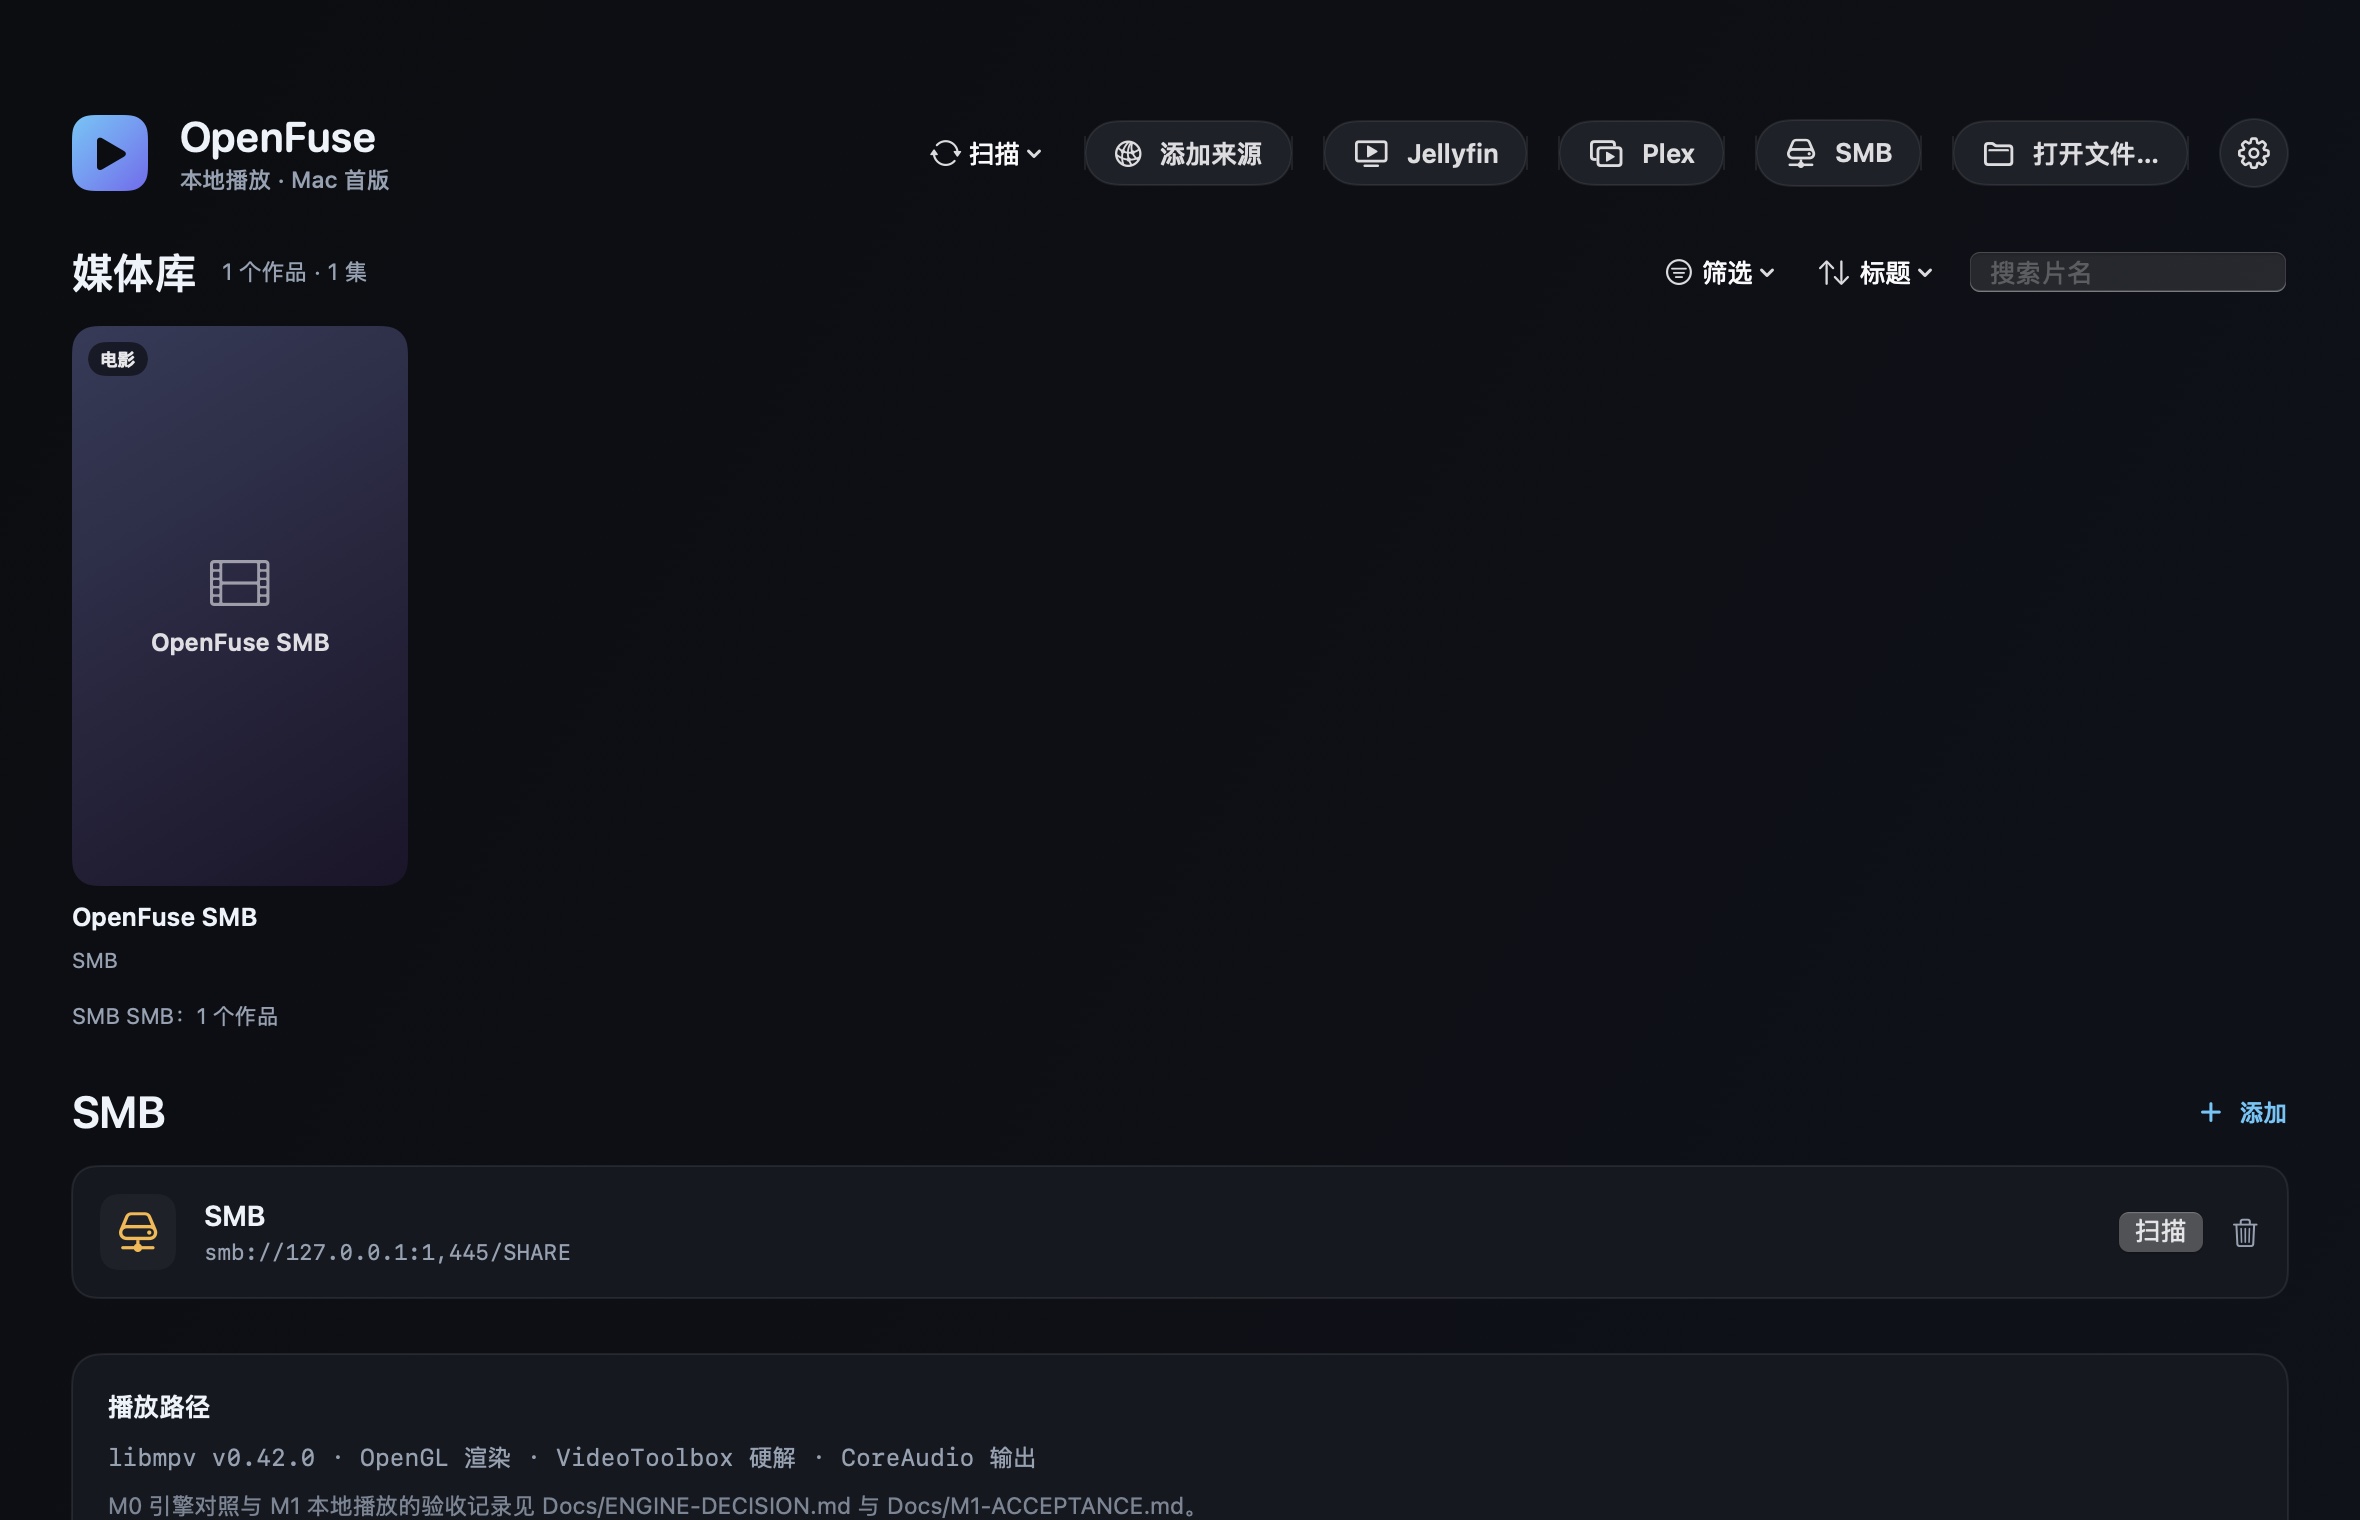 OpenFuse
本地播放 · Mac 首版
扫描
添加来源
Jellyfin
Plex
SMB
打开文件...
媒体库
1 个作品 · 1 集
筛选
标题
搜索片名
电影
OpenFuse SMB
OpenFuse SMB
SMB
SMB SMB：1 个作品
SMB
+ 添加
SMB
smb://127.0.0.1:1,445/SHARE
扫描
播放路径
libmpv v0.42.0 · OpenGL 渲染 · VideoToolbox 硬解 · CoreAudio 输出
M0 引擎对照与 M1 本地播放的验收记录见 Docs/ENGINE-DECISION.md 与 Docs/M1-ACCEPTANCE.md。